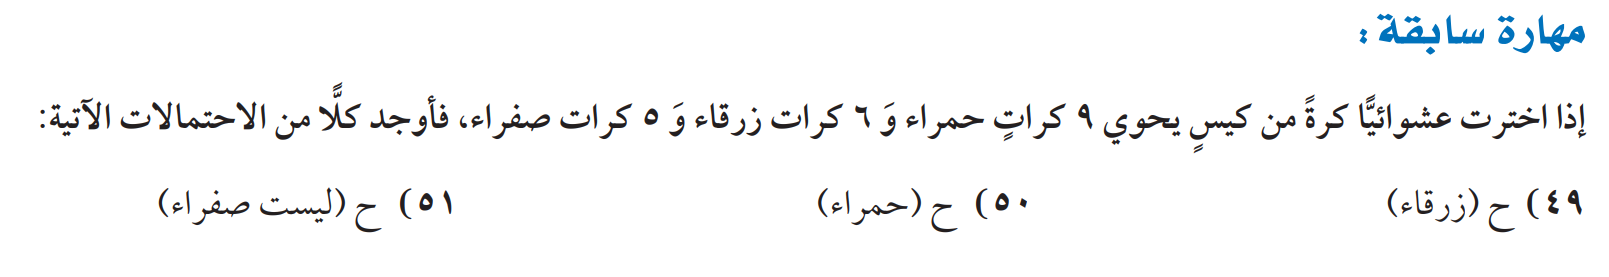 مهارة سابقة :
إذا اخترت عشوائيًّا كرةً من كيسٍ يحوي ٩ كراتٍ حمراء وَ ٦ كرات زرقاء وَ ٥ كرات صفراء، فأوجد كلًّا من الاحتمالات الآتية:
٤٩) ح (زرقاء) ٥٠) ح (حمراء) ٥١) ح (ليست صفراء)